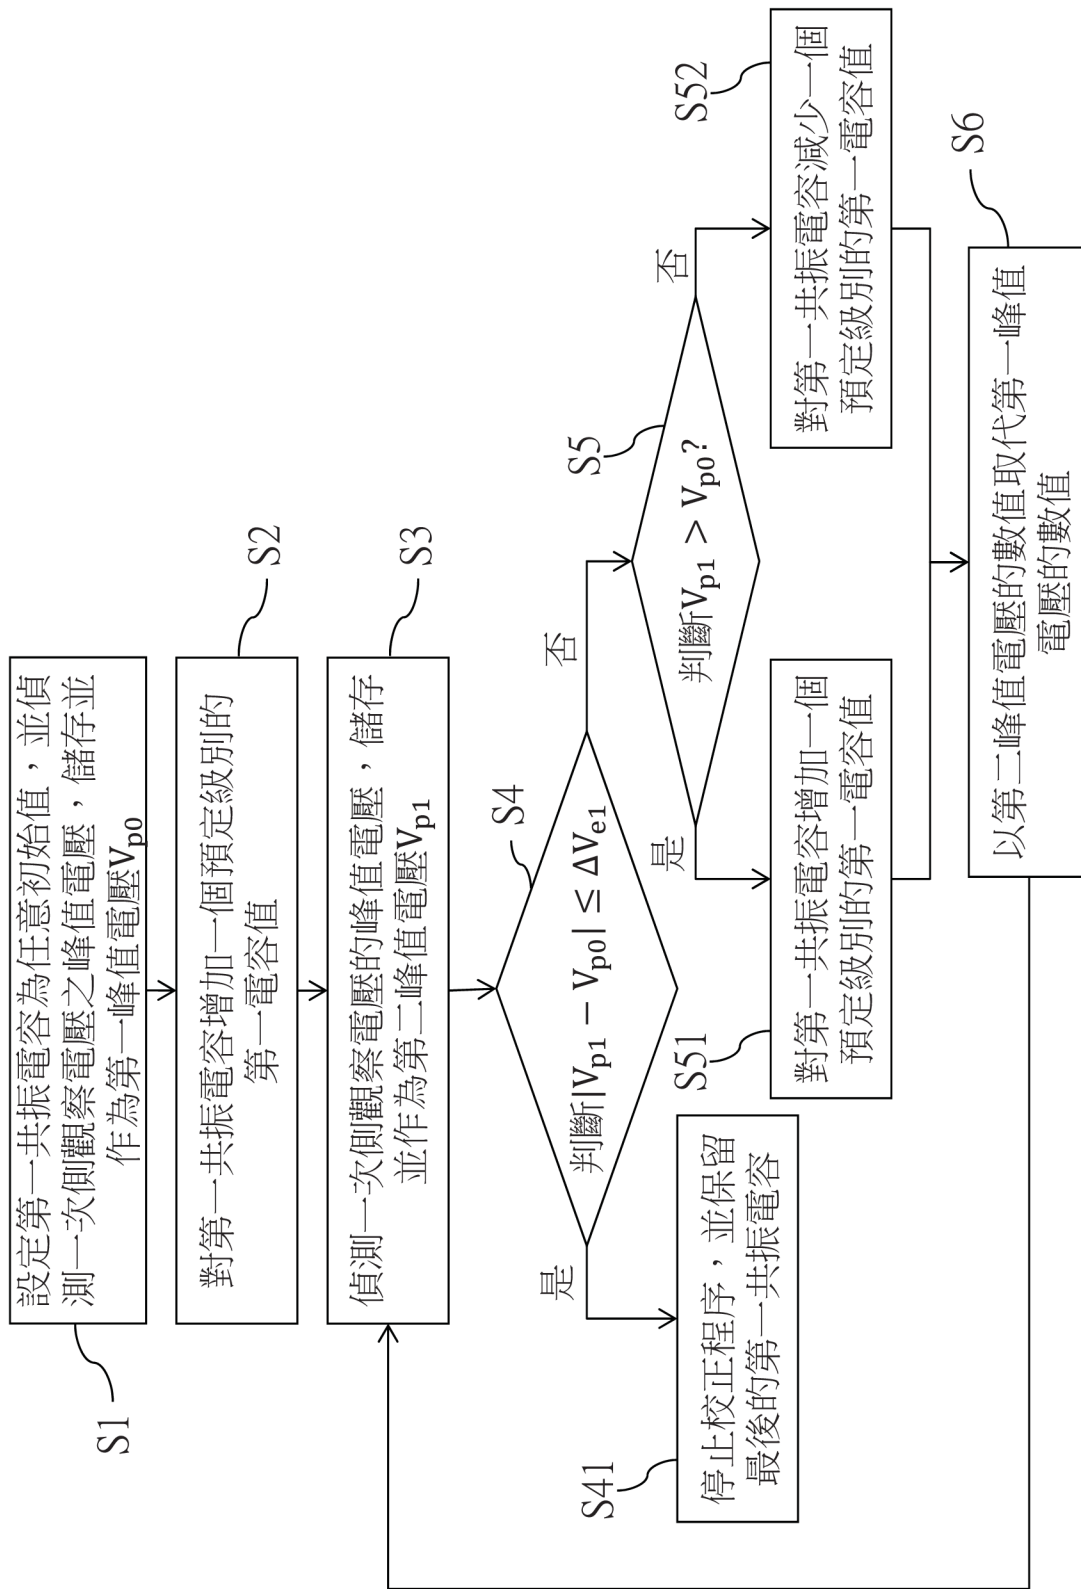 設定第一共振電容為任意初始值，並偵
測一次側觀察電壓之峰值電壓，儲存並
作為第一峰值電壓Vp0
S1
對第一共振電容增加一個預定級別的
第一電容值
S2
偵測一次側觀察電壓的峰值電壓，儲存
並作為第二峰值電壓Vp1
S3
S4
判斷|Vp1 − Vp0| ≤ ΔVe1
是
否
S41
停止校正程序，並保留
最後的第一共振電容
S5
判斷Vp1 > Vp0?
是
否
S51
對第一共振電容增加一個
預定級別的第一電容值
S52
對第一共振電容減少一個
預定級別的第一電容值
S6
以第二峰值電壓的數值取代第一峰值
電壓的數值